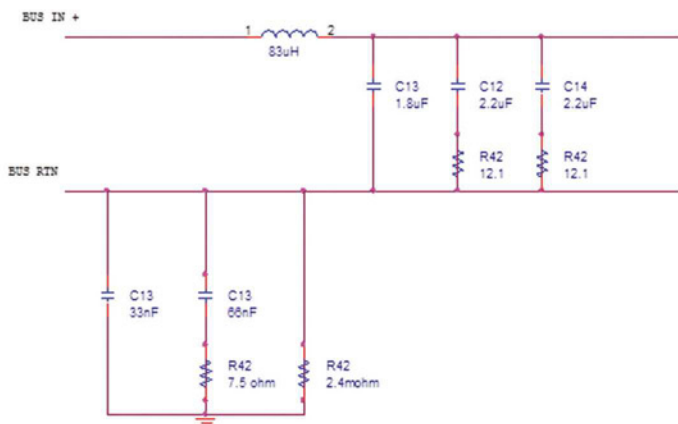 BUS IN +
1 2
83uH
C13
1.8uF
C12
2.2uF
C14
2.2uF
R42
12.1
R42
12.1
BUS RTN
C13
33nF
C13
66nF
R42
7.5 ohm
R42
2.4mohm